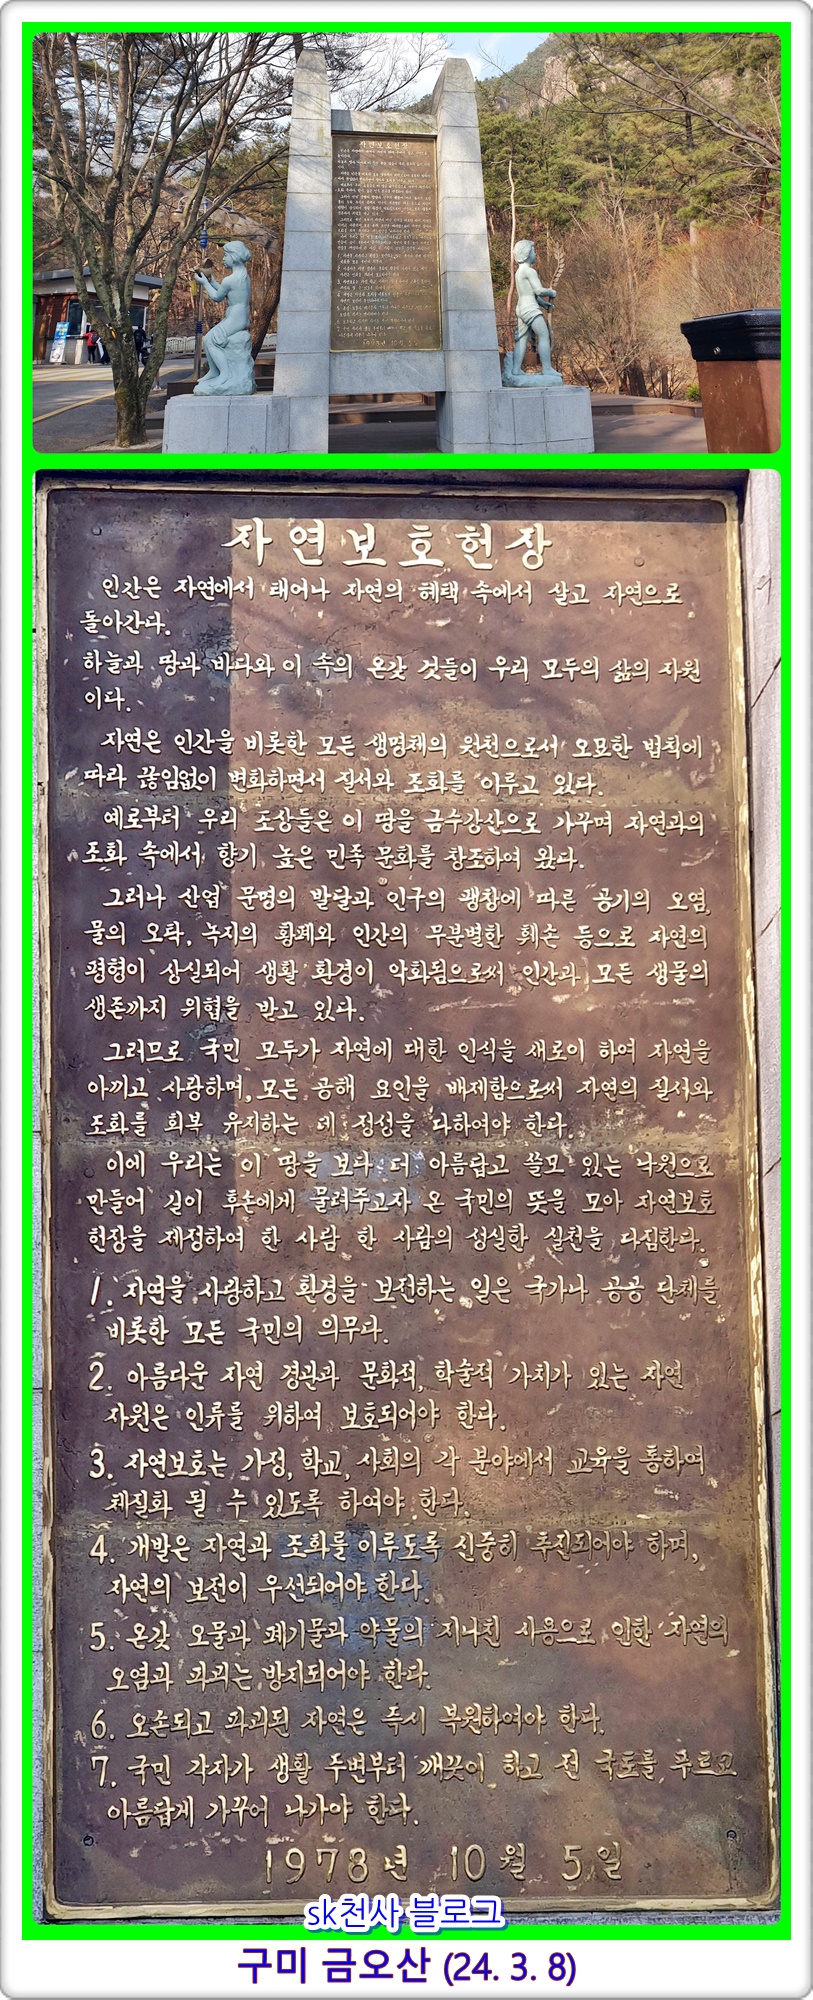 자연보호헌장
인간은 자연에서 태어나 자연의 혜택 속에서 살고 자연으로
돌아간다.
하늘과 땅과 바다와 이 속의 온갖 것들이 우리 모두의 삶의 자원
이다.
자연은 인간을 비롯한 모든 생명체의 원천으로서 오묘한 법칙에
따라 끊임없이 변화하면서 질서와 조화를 이루고 있다.
예로부터 우리 조상들은 이 땅을 금수강산으로 가꾸며 자연과의
조화 속에서 향기 높은 민족 문화를 창조하여 왔다.
그러나 산업 문명의 발달과 인구의 팽창에 따른 공기의 오염,
물의 오탁, 녹지의 황폐와 인간의 무분별한 훼손 등으로 자연의
평형이 상실되어 생활 환경이 악화됨으로써 인간과 모든 생물의
생존까지 위협을 받고 있다.
그러므로 국민 모두가 자연에 대한 인식을 새로이 하여 자연을
아끼고 사랑하며, 모든 공해 요인을 배제함으로써 자연의 질서와
조화를 회복 유지하는 데 정성을 다하여야 한다.
이에 우리는 이 땅을 보다 더 아름답고 쓸모 있는 낙원으로
만들어 길이 후손에게 물려주고자 온 국민의 뜻을 모아 자연보호
헌장을 제정하여 한 사람 한 사람의 성실한 실천을 다짐한다.
1. 자연을 사랑하고 환경을 보전하는 일은 국가나 공공 단체를
비롯한 모든 국민의 의무다.
2. 아름다운 자연 경관과 문화적, 학술적 가치가 있는 자연
자원은 인류를 위하여 보호되어야 한다.
3. 자연보호는 가정, 학교, 사회의 각 분야에서 교육을 통하여
체질화 될 수 있도록 하여야 한다.
4. 개발은 자연과 조화를 이루도록 신중히 추진되어야 하며,
자연의 보전이 우선되어야 한다.
5. 온갖 오물과 폐기물과 약물의 지나친 사용으로 인한 자연의
오염과 파괴는 방지되어야 한다.
6. 오손되고 파괴된 자연은 즉시 복원하여야 한다.
7. 국민 각자가 생활 주변부터 깨끗이 하고 전 국토를 푸르고
아름답게 가꾸어 나가야 한다.
1978년 10월 5일
sk천사 블로그
구미 금오산 (24. 3. 8)